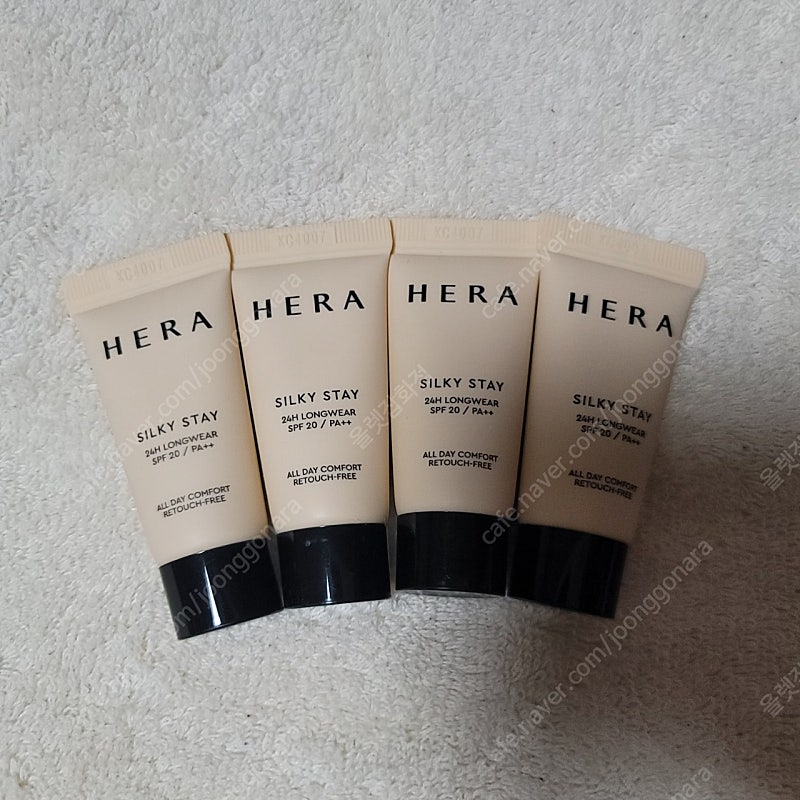 XC4007
HERA
SILKY STAY
24H LONGWEAR
SPF 20 / PA++
ALL DAY COMFORT
RETOUCH-FREE
XC4007
HERA
SILKY STAY
24H LONGWEAR
SPF 20 / PA++
ALL DAY COMFORT
RETOUCH-FREE
XC4007
HERA
SILKY STAY
24H LONGWEAR
SPF 20 / PA++
ALL DAY COMFORT
RETOUCH-FREE
HERA
SILKY STAY
24H LONGWEAR
SPF 20 / PA++
ALL DAY COMFORT
RETOUCH-FREE
cafe.naver.com/joonggonara
cafe.naver.com/joonggonara